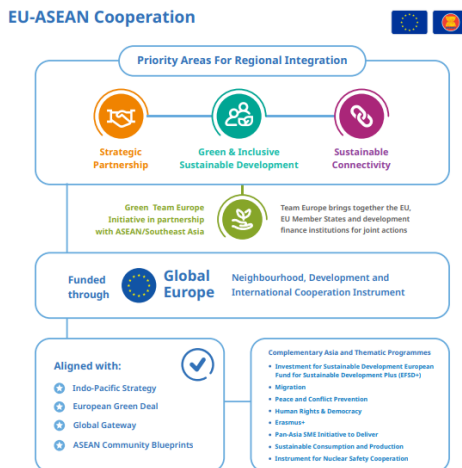 EU-ASEAN Cooperation
Priority Areas For Regional Integration
Strategic
Partnership
Green & Inclusive
Sustainable Development
Sustainable
Connectivity
Green Team Europe
Initiative in partnership
with ASEAN/Southeast Asia
Team Europe brings together the EU,
EU Member States and development
finance institutions for joint actions
Funded
through
Global
Europe
Neighbourhood, Development and
International Cooperation Instrument
Aligned with:
Indo-Pacific Strategy
European Green Deal
Global Gateway
ASEAN Community Blueprints
Complementary Asia and Thematic Programmes
• Investment for Sustainable Development European
Fund for Sustainable Development Plus (EFSD+)
• Migration
• Peace and Conflict Prevention
• Human Rights & Democracy
• Erasmus+
• Pan-Asia SME Initiative to Deliver
• Sustainable Consumption and Production
• Instrument for Nuclear Safety Cooperation